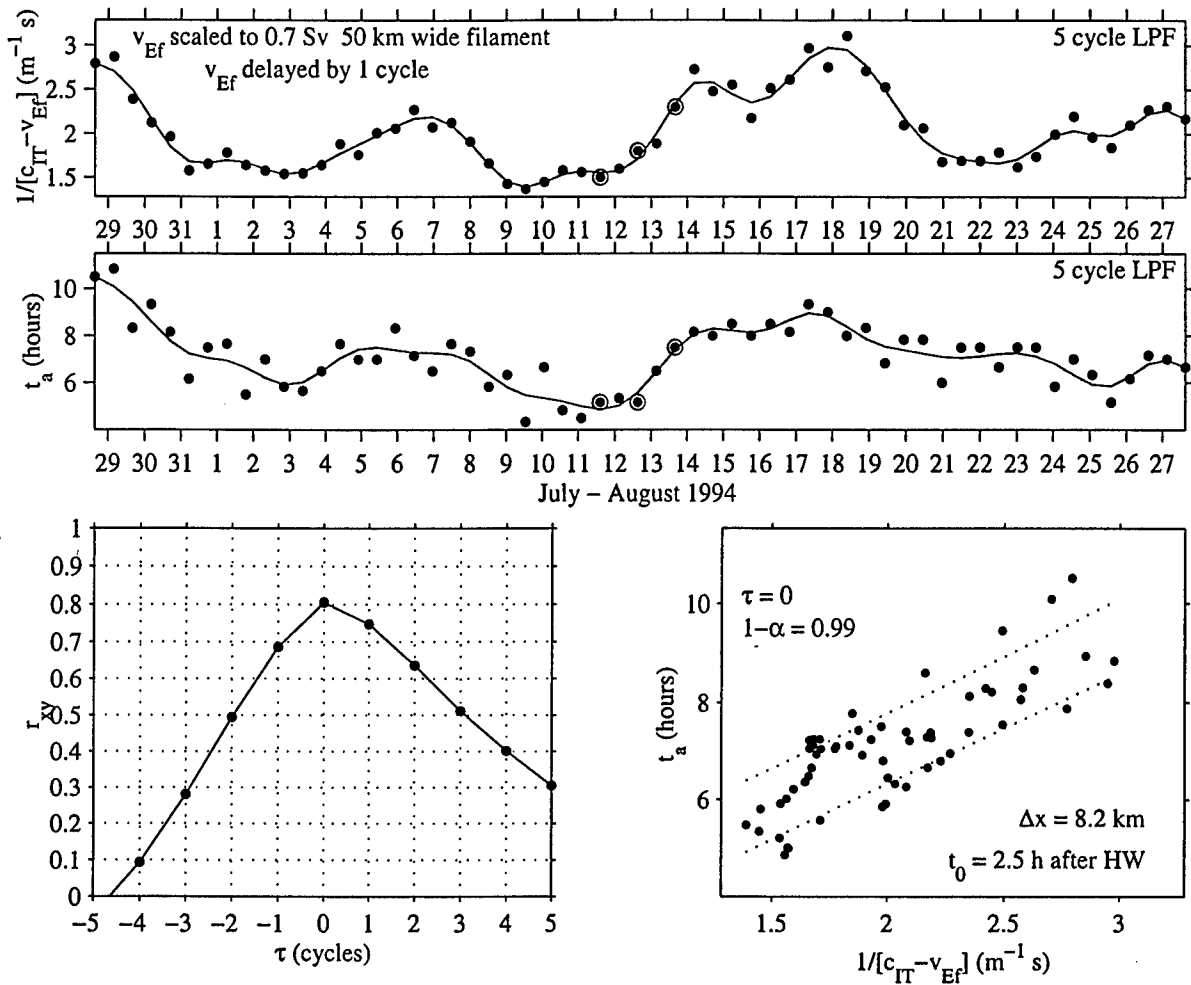 v_Ef scaled to 0.7 Sv 50 km wide filament
v_Ef delayed by 1 cycle
5 cycle LPF
1/[c_IT−v_Ef] (m^−1 s)
3
2.5
2
1.5
29 30 31 1 2 3 4 5 6 7 8 9 10 11 12 13 14 15 16 17 18 19 20 21 22 23 24 25 26 27
5 cycle LPF
t_a (hours)
10
8
6
29 30 31 1 2 3 4 5 6 7 8 9 10 11 12 13 14 15 16 17 18 19 20 21 22 23 24 25 26 27
July − August 1994
r_xy
1
0.9
0.8
0.7
0.6
0.5
0.4
0.3
0.2
0.1
0
−5 −4 −3 −2 −1 0 1 2 3 4 5
τ (cycles)
t_a (hours)
10
8
6
τ = 0
1−α = 0.99
Δx = 8.2 km
t_0 = 2.5 h after HW
1.5 2 2.5 3
1/[c_IT−v_Ef] (m^−1 s)